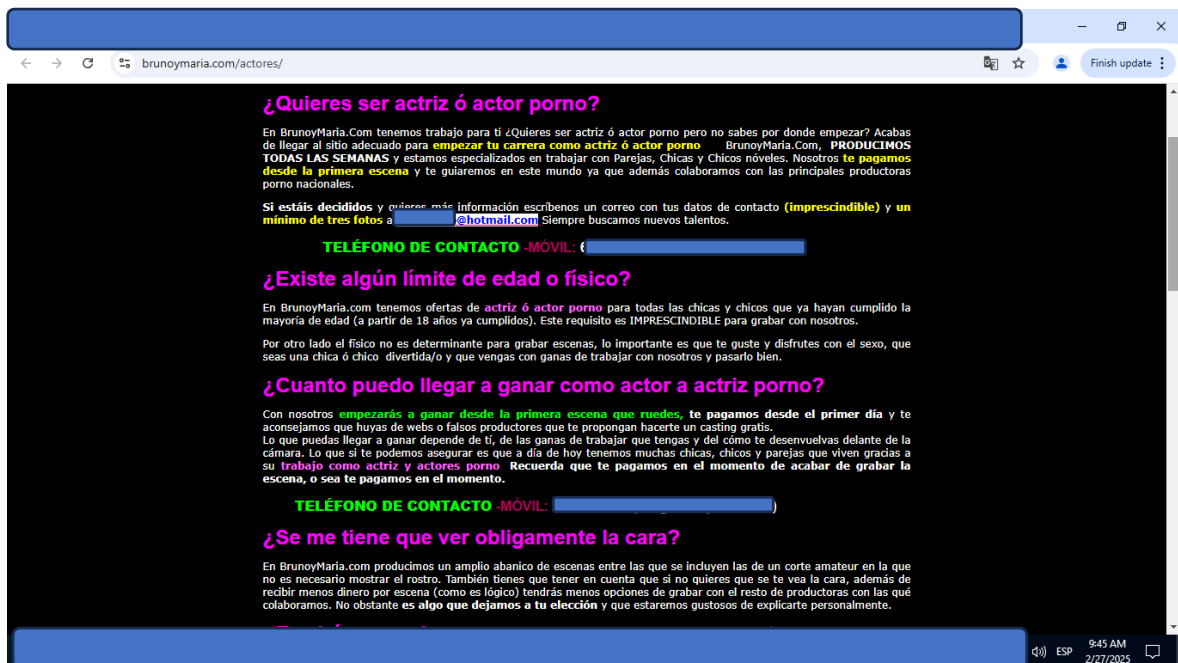 brunoymaria.com/actores/
Finish update
¿Quieres ser actriz ó actor porno?
En BrunoyMaria.Com tenemos trabajo para ti ¿Quieres ser actriz ó actor porno pero no sabes por donde empezar? Acabas
de llegar al sitio adecuado para empezar tu carrera como actriz ó actor porno BrunoyMaria.Com, PRODUCIMOS
TODAS LAS SEMANAS y estamos especializados en trabajar con Parejas, Chicas y Chicos nóveles. Nosotros te pagamos
desde la primera escena y te guiaremos en este mundo ya que además colaboramos con las principales productoras
porno nacionales.
Si estáis decididos y quieres más información escríbenos un correo con tus datos de contacto (imprescindible) y un
mínimo de tres fotos a @hotmail.com Siempre buscamos nuevos talentos.
TELÉFONO DE CONTACTO -MÓVIL:
¿Existe algún límite de edad o físico?
En BrunoyMaria.com tenemos ofertas de actriz ó actor porno para todas las chicas y chicos que ya hayan cumplido la
mayoría de edad (a partir de 18 años ya cumplidos). Este requisito es IMPRESCINDIBLE para grabar con nosotros.
Por otro lado el físico no es determinante para grabar escenas, lo importante es que te guste y disfrutes con el sexo, que
seas una chica ó chico divertida/o y que vengas con ganas de trabajar con nosotros y pasarlo bien.
¿Cuanto puedo llegar a ganar como actor a actriz porno?
Con nosotros empezarás a ganar desde la primera escena que ruedes, te pagamos desde el primer día y te
aconsejamos que huyas de webs o falsos productores que te propongan hacerte un casting gratis.
Lo que puedas llegar a ganar depende de tí, de las ganas de trabajar que tengas y del cómo te desenvuelvas delante de la
cámara. Lo que si te podemos asegurar es que a día de hoy tenemos muchas chicas, chicos y parejas que viven gracias a
su trabajo como actriz y actores porno Recuerda que te pagamos en el momento de acabar de grabar la
escena, o sea te pagamos en el momento.
TELÉFONO DE CONTACTO -MÓVIL: )
¿Se me tiene que ver obligamente la cara?
En BrunoyMaria.com producimos un amplio abanico de escenas entre las que se incluyen las de un corte amateur en la que
no es necesario mostrar el rostro. También tienes que tener en cuenta que si no quieres que se te vea la cara, además de
recibir menos dinero por escena (como es lógico) tendrás menos opciones de grabar con el resto de productoras con las qué
colaboramos. No obstante es algo que dejamos a tu elección y que estaremos gustosos de explicarte personalmente.
ESP
9:45 AM
2/27/2025